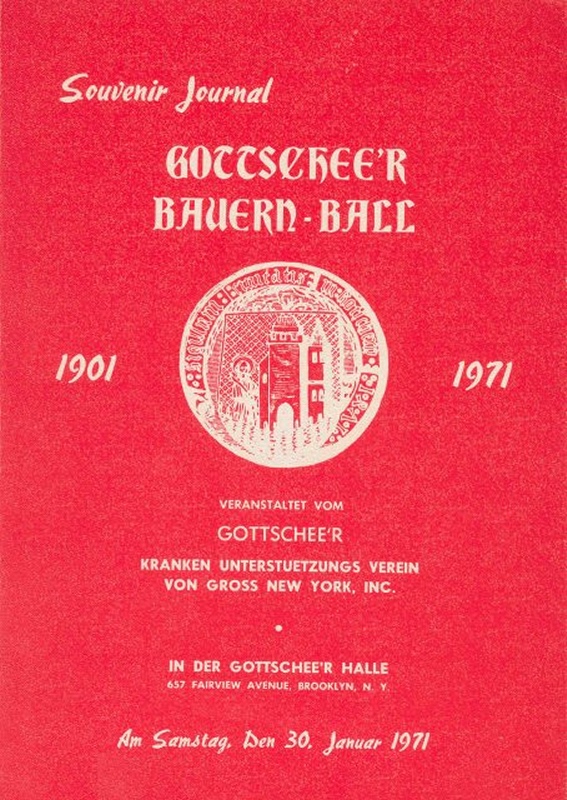 Souvenir Journal
GOTTSCHEE'R
BAUERN-BALL
1901
1971
VERANSTALTET VOM
GOTTSCHEE'R
KRANKEN UNTERSTUETZUNGS VEREIN
VON GROSS NEW YORK, INC.
•
IN DER GOTTSCHEE'R HALLE
657 FAIRVIEW AVENUE, BROOKLYN, N. Y.
Am Samstag, Den 30. Januar 1971